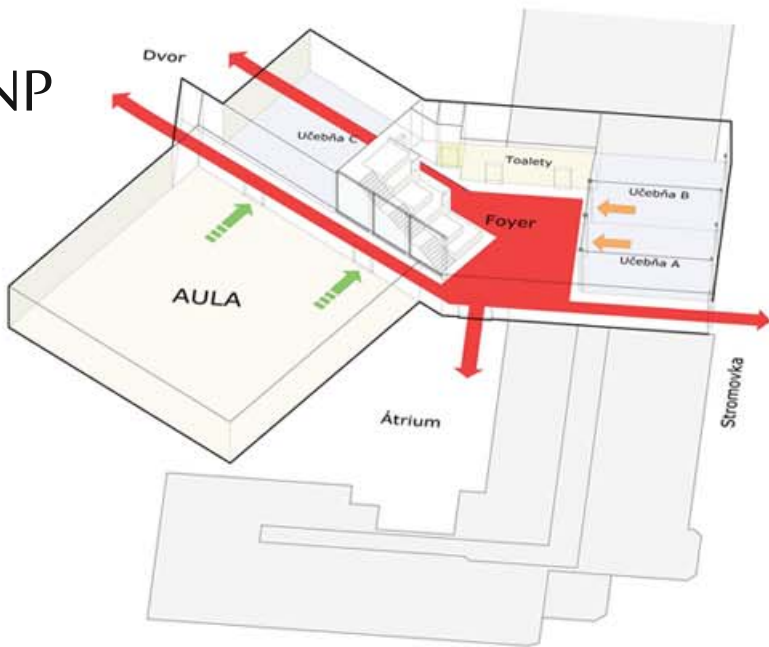 NP
Dvor
Učebňa C
Toalety
Učebňa B
Foyer
Učebňa A
AULA
Átrium
Stromovka